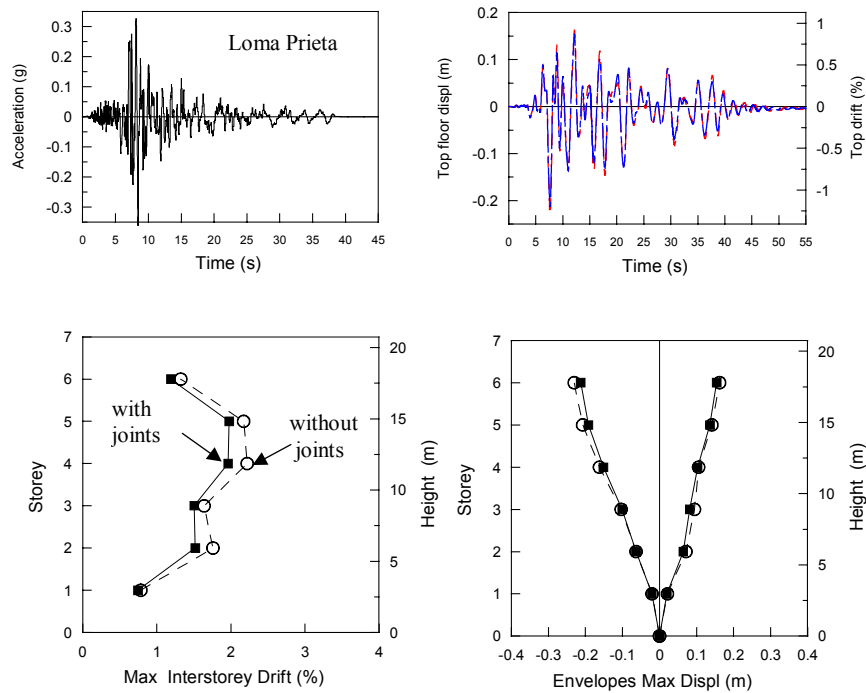 Loma Prieta
Acceleration (g)
0.3
0.2
0.1
0
-0.1
-0.2
-0.3
0 5 10 15 20 25 30 35 40 45
Time (s)
Top floor displ (m)
0.2
0.1
0
-0.1
-0.2
0 5 10 15 20 25 30 35 40 45 50 55
Time (s)
1
0.5
0
-0.5
-1
Top drift (%)
Storey
7
6
5
4
3
2
1
0
with
joints
without
joints
0 1 2 3 4
Max Interstorey Drift (%)
20
15
10
5
0
Height (m)
Storey
7
6
5
4
3
2
1
0
-0.4 -0.3 -0.2 -0.1 0 0.1 0.2 0.3 0.4
Envelopes Max Displ (m)
20
15
10
5
0
Height (m)